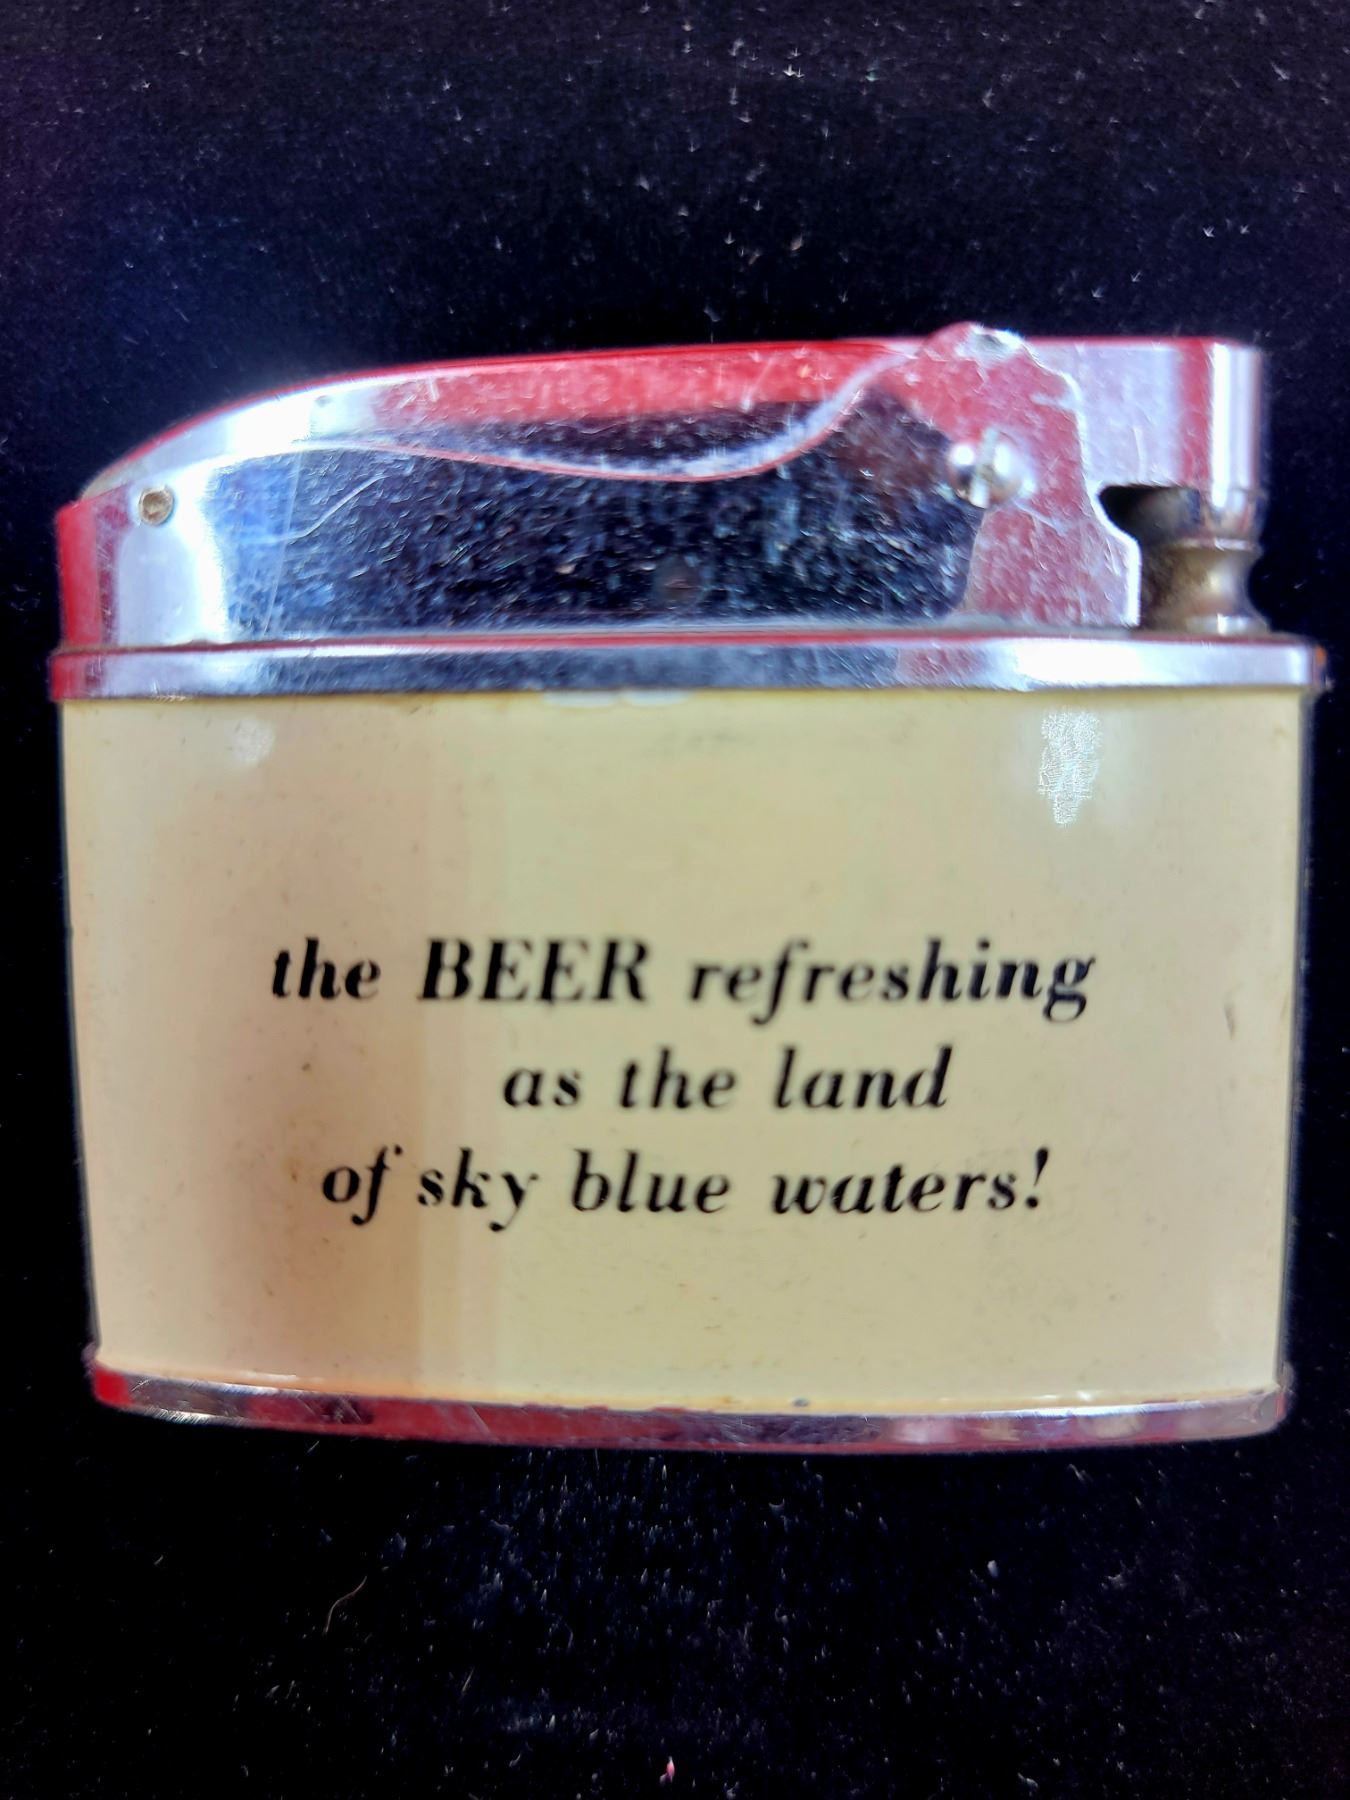 the BEER refreshing
as the land
of sky blue waters!